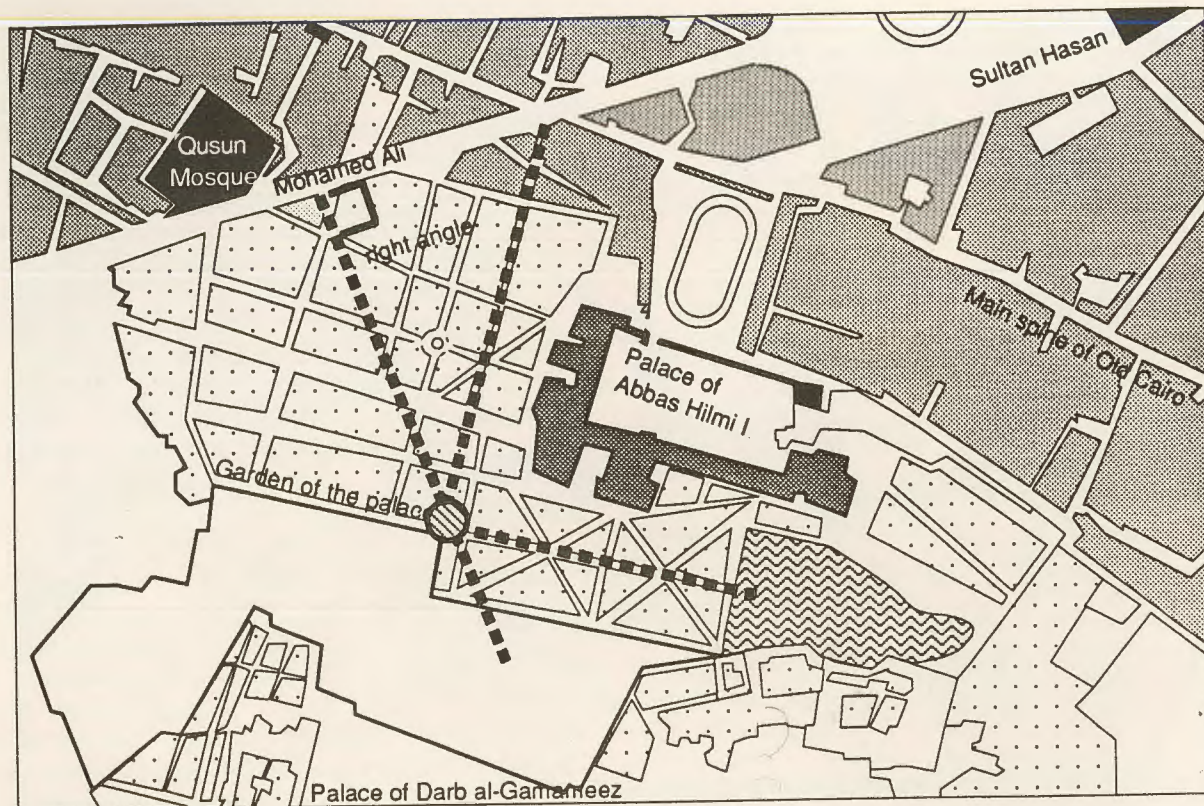 Sultan Hasan
Qusun
Mosque
Mohamed Ali
right angle
Main spine of Old Cairo
Palace of
Abbas Hilmi I
Garden of the palace
Palace of Darb al-Gamameez